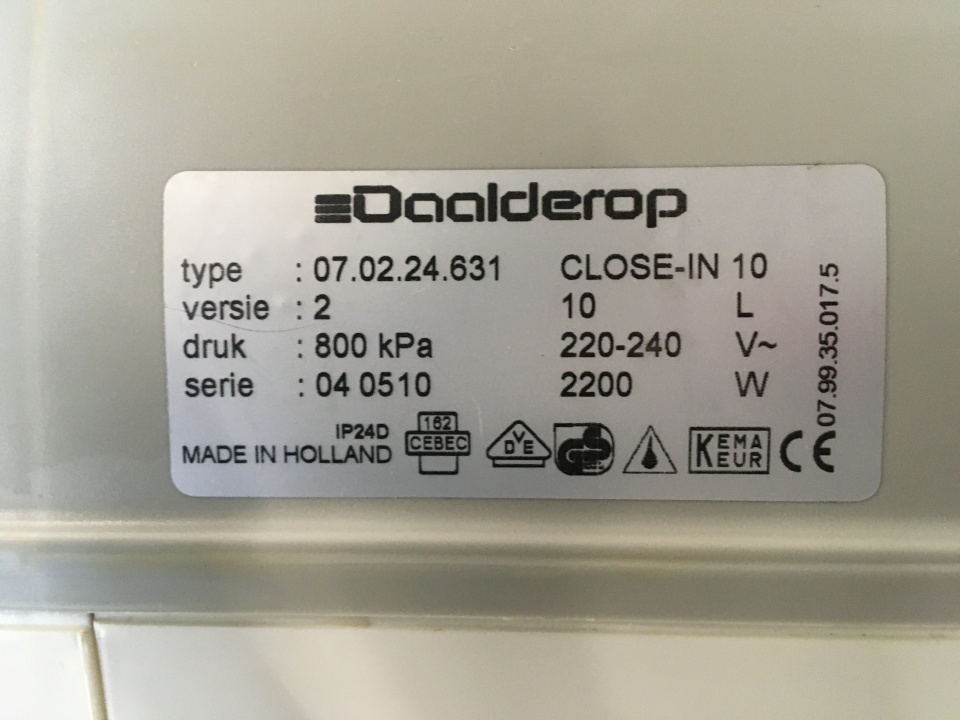 Daalderop
type : 07.02.24.631 CLOSE-IN 10
versie : 2 10 L
druk : 800 kPa 220-240 V~
serie : 04 0510 2200 W
IP24D
MADE IN HOLLAND
162
CEBEC
VDE
GS
KEMA
KEUR
CE
07.99.35.017.5